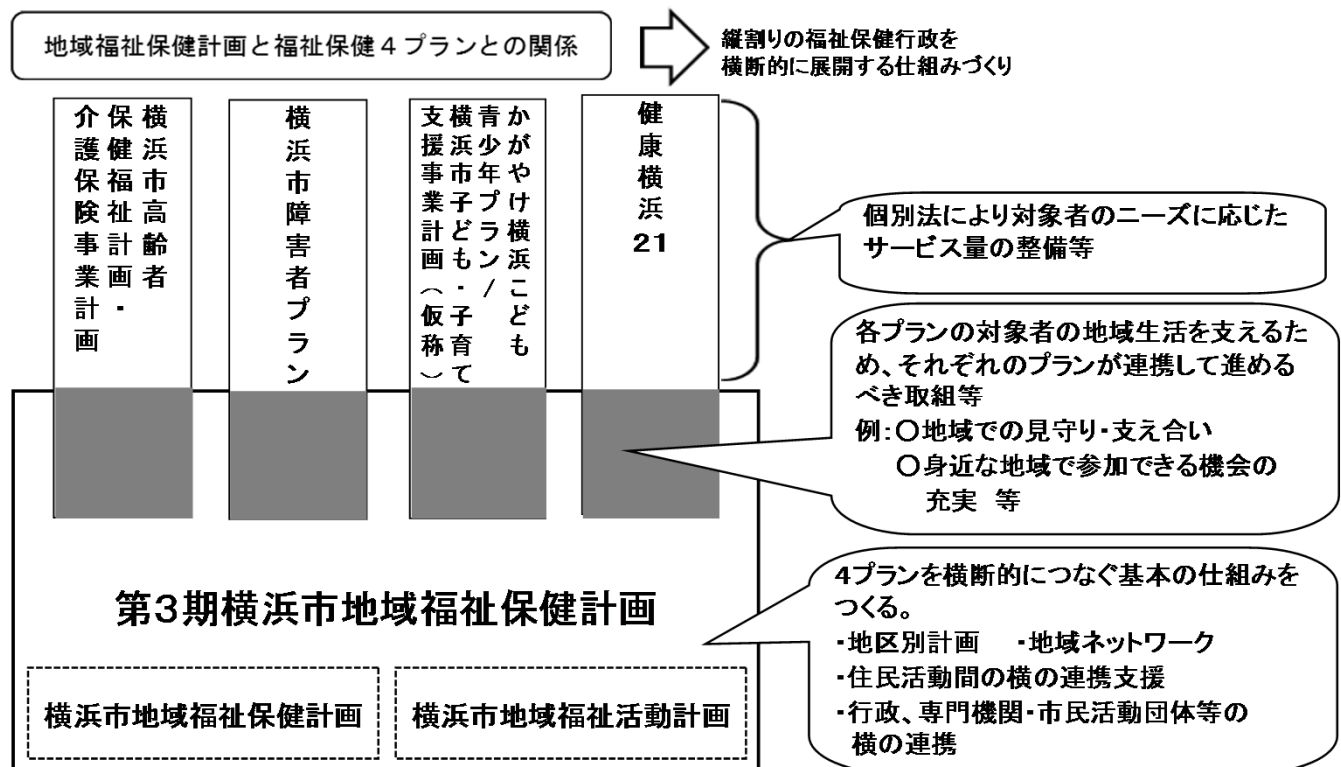 地域福祉保健計画と福祉保健4プランとの関係
縦割りの福祉保健行政を
横断的に展開する仕組みづくり
横浜市高齢者
保健福祉計画・
介護保険事業計画
横浜市障害者プラン
かがやけ横浜こども
青少年プラン/
横浜市子ども・子育て
支援事業計画(仮称)
健康横浜21
個別法により対象者のニーズに応じた
サービス量の整備等
各プランの対象者の地域生活を支えるた
め、それぞれのプランが連携して進める
べき取組等
例:〇地域での見守り・支え合い
〇身近な地域で参加できる機会の
充実 等
第3期横浜市地域福祉保健計画
横浜市地域福祉保健計画
横浜市地域福祉活動計画
4プランを横断的につなぐ基本の仕組みを
つくる。
・地区別計画 ・地域ネットワーク
・住民活動間の横の連携支援
・行政、専門機関・市民活動団体等の
横の連携